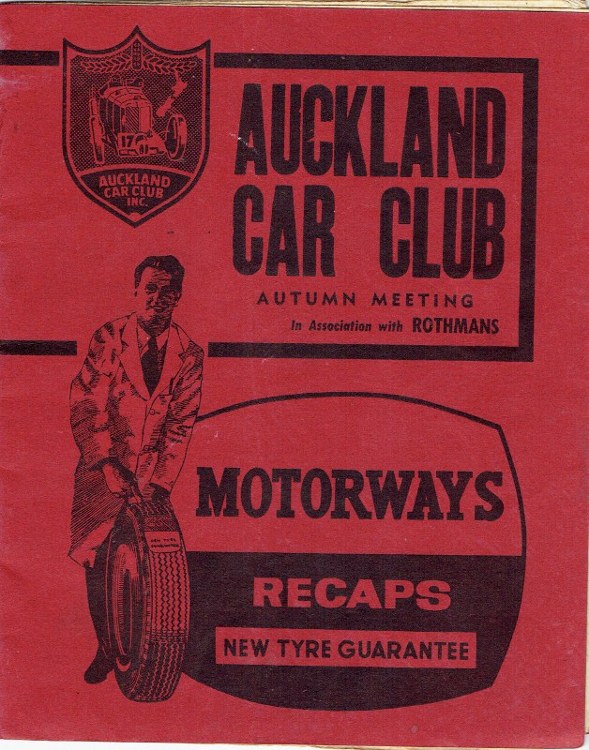 17
AUCKLAND
CAR CLUB
INC.
AUCKLAND
CAR CLUB
AUTUMN MEETING
In Association with ROTHMANS
MOTORWAYS
RECAPS
NEW TYRE GUARANTEE